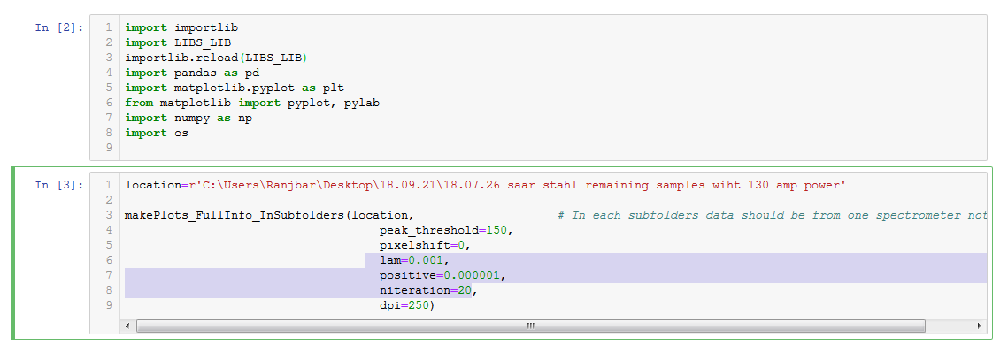 In [2]:
1 import importlib
2 import LIBS_LIB
3 importlib.reload(LIBS_LIB)
4 import pandas as pd
5 import matplotlib.pyplot as plt
6 from matplotlib import pyplot, pylab
7 import numpy as np
8 import os
9
In [3]:
1 location=r'C:\Users\Ranjbar\Desktop\18.09.21\18.07.26 saar stahl remaining samples wiht 130 amp power'
2
3 makePlots_FullInfo_InSubfolders(location, # In each subfolders data should be from one spectrometer not
4 peak_threshold=150,
5 pixelshift=0,
6 lam=0.001,
7 positive=0.000001,
8 niteration=20,
9 dpi=250)